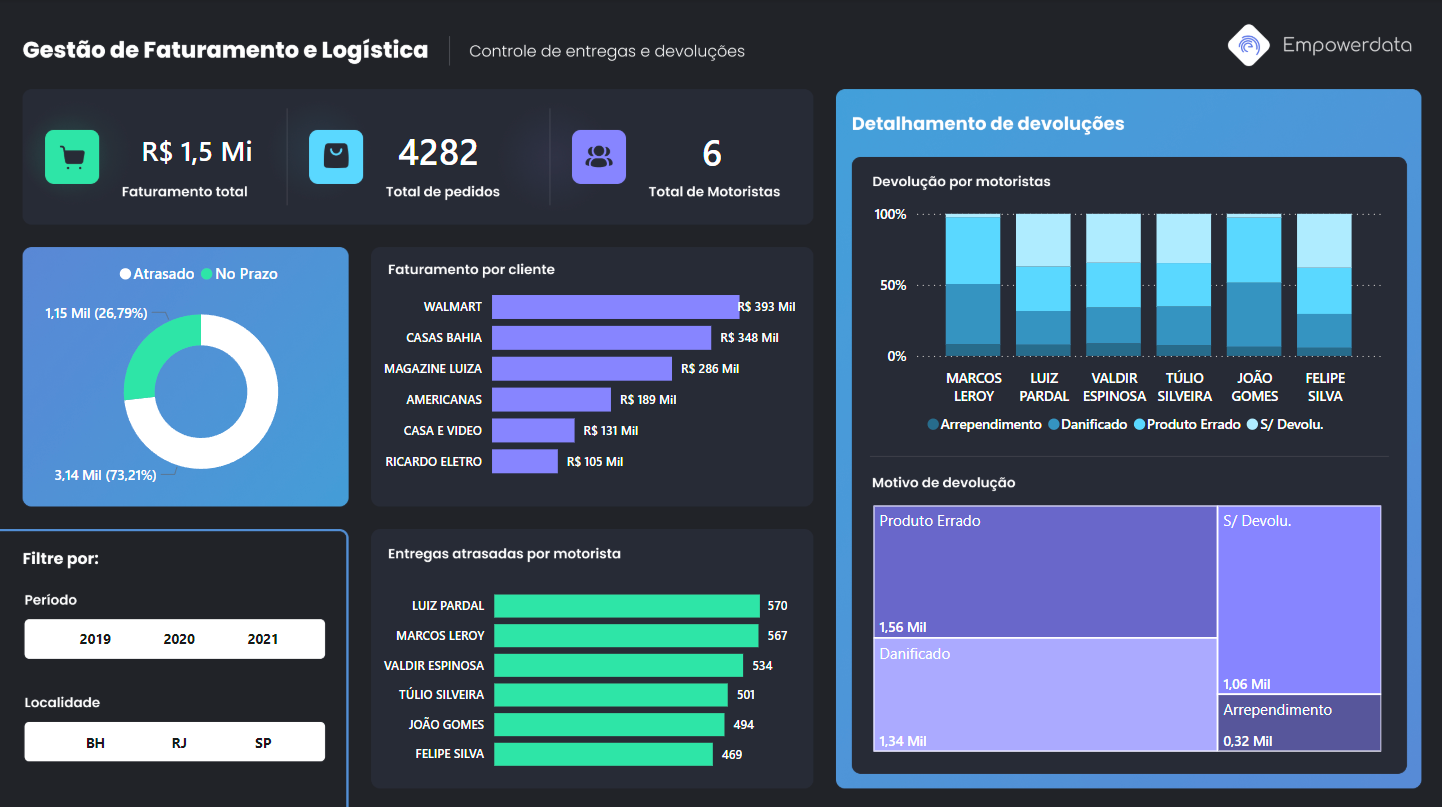 Gestão de Faturamento e Logística
Controle de entregas e devoluções
Empowerdata
R$ 1,5 Mi
Faturamento total
4282
Total de pedidos
6
Total de Motoristas
Atrasado No Prazo
1,15 Mil (26,79%)
3,14 Mil (73,21%)
Faturamento por cliente
WALMART R$ 393 Mil
CASAS BAHIA R$ 348 Mil
MAGAZINE LUIZA R$ 286 Mil
AMERICANAS R$ 189 Mil
CASA E VIDEO R$ 131 Mil
RICARDO ELETRO R$ 105 Mil
Filtre por:
Período
2019 2020 2021
Localidade
BH RJ SP
Entregas atrasadas por motorista
LUIZ PARDAL 570
MARCOS LEROY 567
VALDIR ESPINOSA 534
TÚLIO SILVEIRA 501
JOÃO GOMES 494
FELIPE SILVA 469
Detalhamento de devoluções
Devolução por motoristas
100%
50%
0%
MARCOS LUIZ VALDIR TÚLIO JOÃO FELIPE
LEROY PARDAL ESPINOSA SILVEIRA GOMES SILVA
Arrependimento Danificado Produto Errado S/ Devolu.
Motivo de devolução
Produto Errado
1,56 Mil
Danificado
1,34 Mil
S/ Devolu.
1,06 Mil
Arrependimento
0,32 Mil